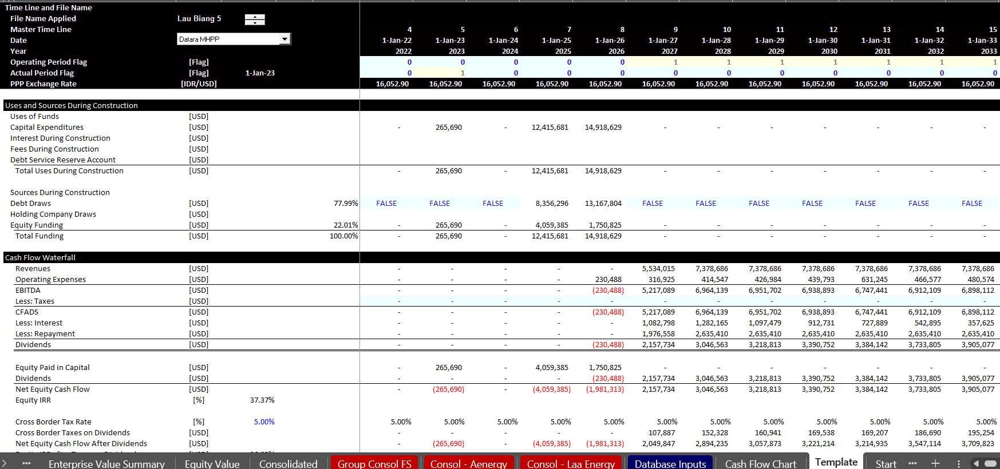 Time Line and File Name
File Name Applied Lau Biang 5
Master Time Line 4 5 6 7 8 9 10 11 12 13 14 15
Date Datara MHPP 1-Jan-22 1-Jan-23 1-Jan-24 1-Jan-25 1-Jan-26 1-Jan-27 1-Jan-28 1-Jan-29 1-Jan-30 1-Jan-31 1-Jan-32 1-Jan-33
Year 2022 2023 2024 2025 2026 2027 2028 2029 2030 2031 2032 2033
Operating Period Flag [Flag] 0 0 0 0 0 1 1 1 1 1 1 1
Actual Period Flag [Flag] 1-Jan-23 0 1 0 0 0 0 0 0 0 0 0 0
PPP Exchange Rate [IDR/USD] 16,052.90 16,052.90 16,052.90 16,052.90 16,052.90 16,052.90 16,052.90 16,052.90 16,052.90 16,052.90 16,052.90 16,052.90
Uses and Sources During Construction
Uses of Funds [USD]
Capital Expenditures [USD] - 265,690 - 12,415,681 14,918,629 - - - - - - -
Interest During Construction [USD]
Fees During Construction [USD]
Debt Service Reserve Account [USD]
Total Uses During Construction [USD] - 265,690 - 12,415,681 14,918,629 - - - - - - -
Sources During Construction
Debt Draws [USD] 77.99% FALSE FALSE FALSE 8,356,296 13,167,804 FALSE FALSE FALSE FALSE FALSE FALSE FALSE
Holding Company Draws [USD]
Equity Funding [USD] 22.01% - 265,690 - 4,059,385 1,750,825 - - - - - - -
Total Funding [USD] 100.00% - 265,690 - 12,415,681 14,918,629 - - - - - - -
Cash Flow Waterfall
Revenues [USD] - - - - - 5,534,015 7,378,686 7,378,686 7,378,686 7,378,686 7,378,686 7,378,686
Operating Expenses [USD] - - - - 230,488 316,925 414,547 426,984 439,793 631,245 466,577 480,574
EBITDA [USD] - - - - (230,488) 5,217,089 6,964,139 6,951,702 6,938,893 6,747,441 6,912,109 6,898,112
Less: Taxes [USD] - - - - - - - - - - - -
CFADS [USD] - - - - (230,488) 5,217,089 6,964,139 6,951,702 6,938,893 6,747,441 6,912,109 6,898,112
Less: Interest [USD] - - - - - 1,082,798 1,282,165 1,097,479 912,731 727,889 542,895 357,625
Less: Repayment [USD] - - - - - 1,976,558 2,635,410 2,635,410 2,635,410 2,635,410 2,635,410 2,635,410
Dividends [USD] - - - - (230,488) 2,157,734 3,046,563 3,218,813 3,390,752 3,384,142 3,733,805 3,905,077
Equity Paid in Capital [USD] - 265,690 - 4,059,385 1,750,825 - - - - - - -
Dividends [USD] - - - - (230,488) 2,157,734 3,046,563 3,218,813 3,390,752 3,384,142 3,733,805 3,905,077
Net Equity Cash Flow [USD] - (265,690) - (4,059,385) (1,981,313) 2,157,734 3,046,563 3,218,813 3,390,752 3,384,142 3,733,805 3,905,077
Equity IRR [%] 37.37%
Cross Border Tax Rate [%] 5.00% 5.00% 5.00% 5.00% 5.00% 5.00% 5.00% 5.00% 5.00% 5.00% 5.00% 5.00% 5.00%
Cross Border Taxes on Dividends [USD] - - - - - 107,887 152,328 160,941 169,538 169,207 186,690 195,254
Net Equity Cash Flow After Dividends [USD] - (265,690) - (4,059,385) (1,981,313) 2,049,847 2,894,235 3,057,873 3,221,214 3,214,935 3,547,114 3,709,823
Enterprise Value Summary Equity Value Consolidated Group Consol FS Consol - Aenergy Consol - Laa Energy Database Inputs Cash Flow Chart Template Start